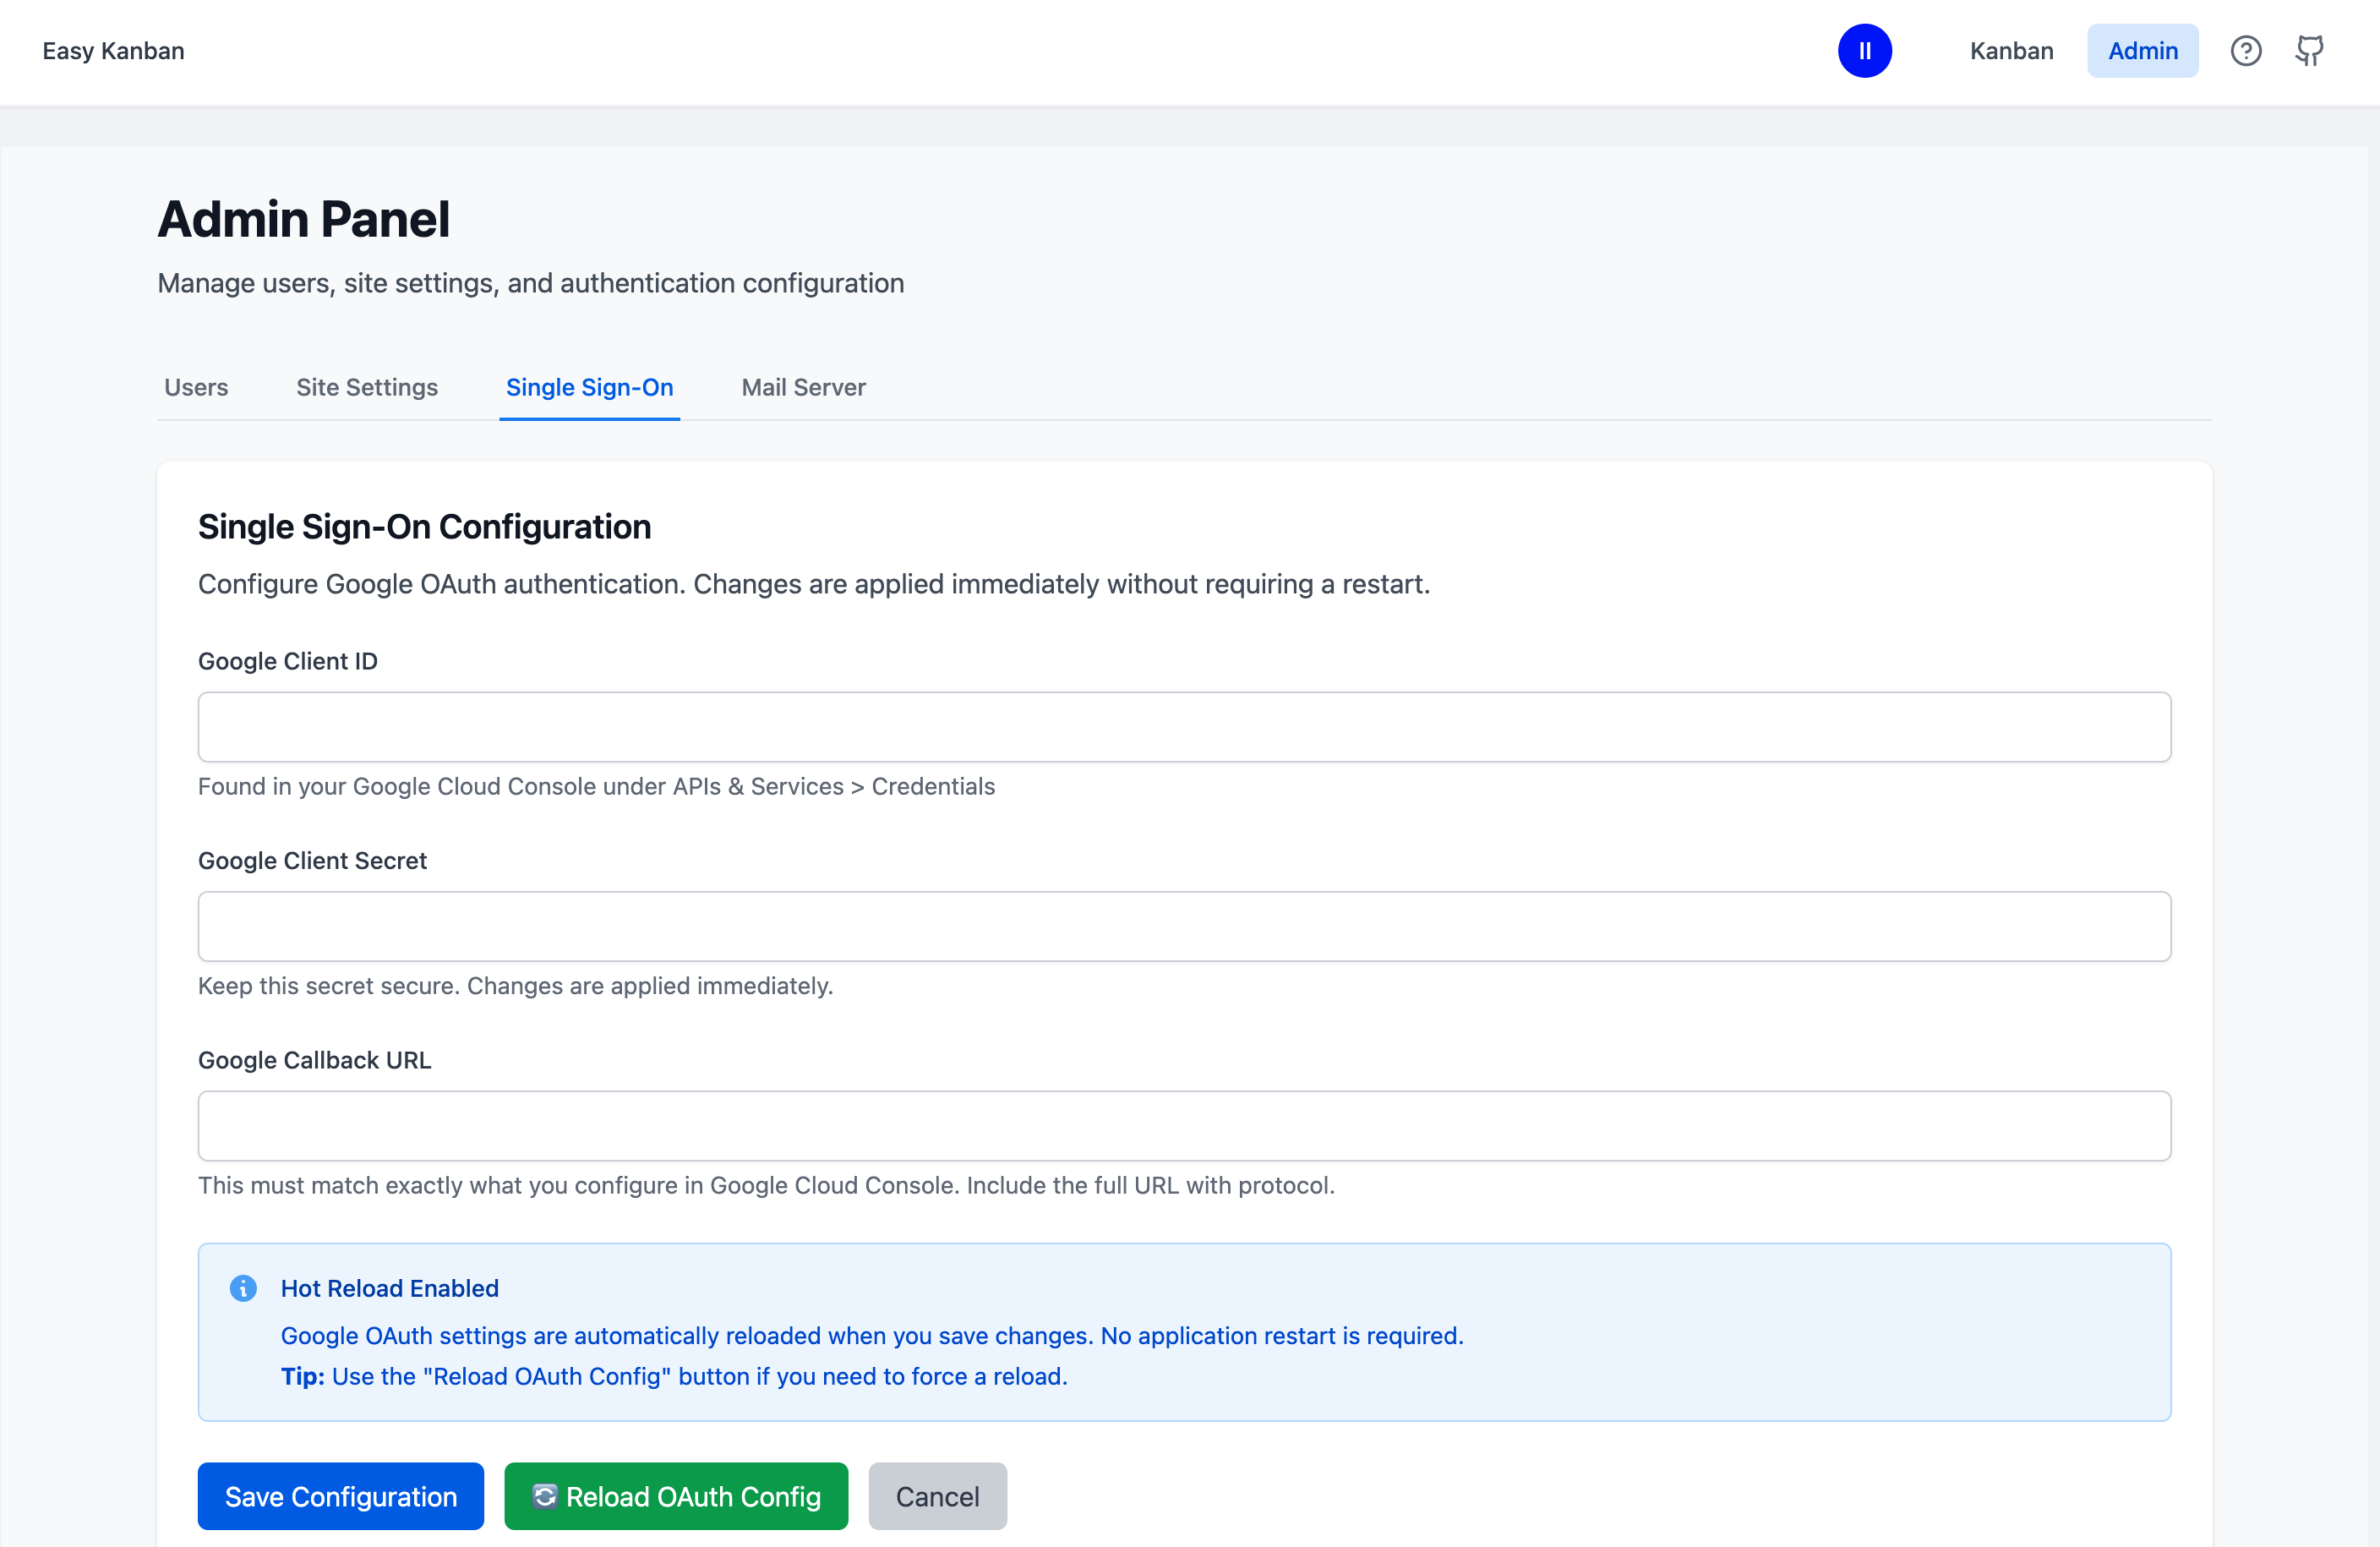 Easy Kanban
II
Kanban
Admin
Admin Panel
Manage users, site settings, and authentication configuration
Users
Site Settings
Single Sign-On
Mail Server
Single Sign-On Configuration
Configure Google OAuth authentication. Changes are applied immediately without requiring a restart.
Google Client ID
Found in your Google Cloud Console under APIs & Services > Credentials
Google Client Secret
Keep this secret secure. Changes are applied immediately.
Google Callback URL
This must match exactly what you configure in Google Cloud Console. Include the full URL with protocol.
Hot Reload Enabled
Google OAuth settings are automatically reloaded when you save changes. No application restart is required.
Tip: Use the "Reload OAuth Config" button if you need to force a reload.
Save Configuration
Reload OAuth Config
Cancel